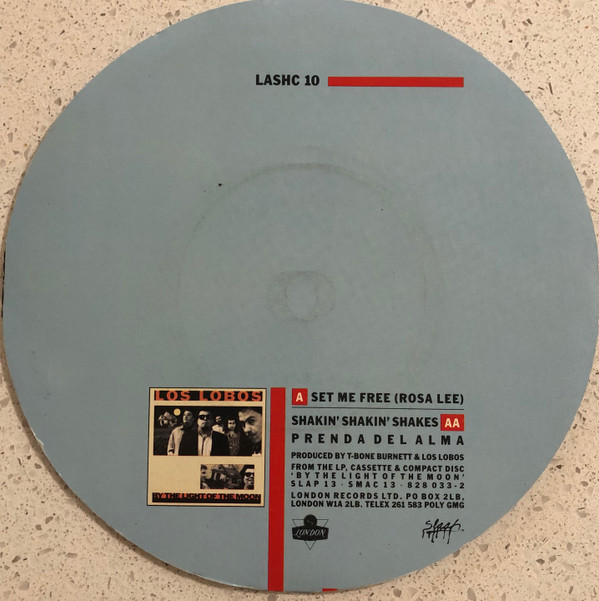 LASHC 10
LOS LOBOS
BY THE LIGHT OF THE MOON
A SET ME FREE (ROSA LEE)
SHAKIN' SHAKIN' SHAKES AA
PRENDA DEL ALMA
PRODUCED BY T-BONE BURNETT & LOS LOBOS
FROM THE LP, CASSETTE & COMPACT DISC
'BY THE LIGHT OF THE MOON'
SLAP 13 · SMAC 13 · 828 033-2
LONDON RECORDS LTD. PO BOX 2LB,
LONDON W1A 2LB. TELEX 261 583 POLY GMG
LONDON